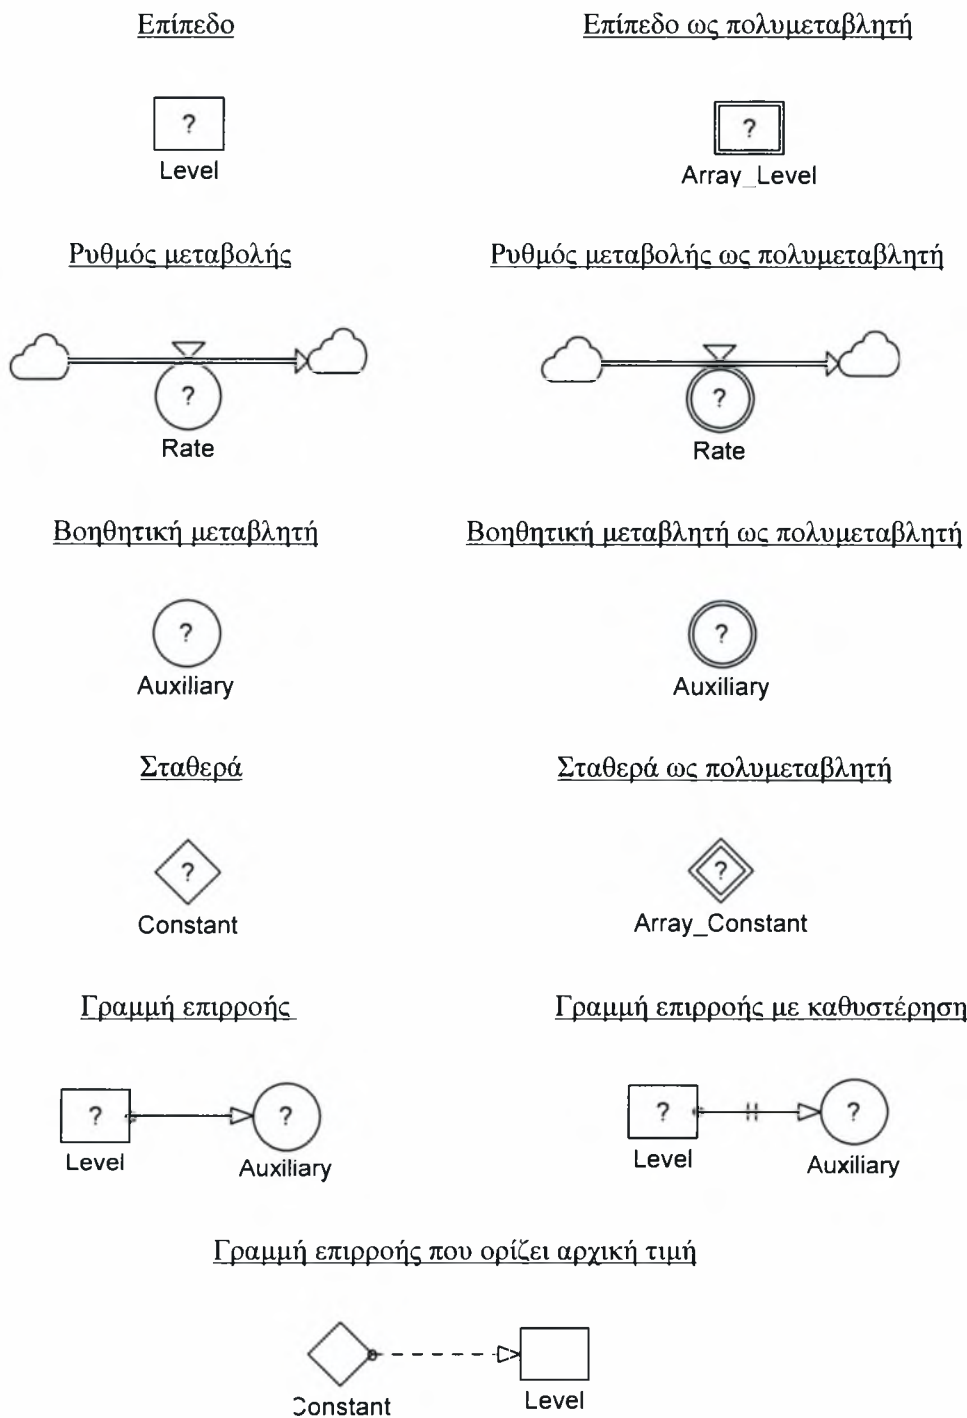 Επίπεδο
Επίπεδο ως πολυμεταβλητή
?
Level
?
Array_Level
Ρυθμός μεταβολής
Ρυθμός μεταβολής ως πολυμεταβλητή
?
Rate
?
Rate
Βοηθητική μεταβλητή
Βοηθητική μεταβλητή ως πολυμεταβλητή
?
Auxiliary
?
Auxiliary
Σταθερά
Σταθερά ως πολυμεταβλητή
?
Constant
?
Array_Constant
Γραμμή επιρροής
Γραμμή επιρροής με καθυστέρηση
? ?
Level Auxiliary
? ?
Level Auxiliary
Γραμμή επιρροής που ορίζει αρχική τιμή
Constant Level